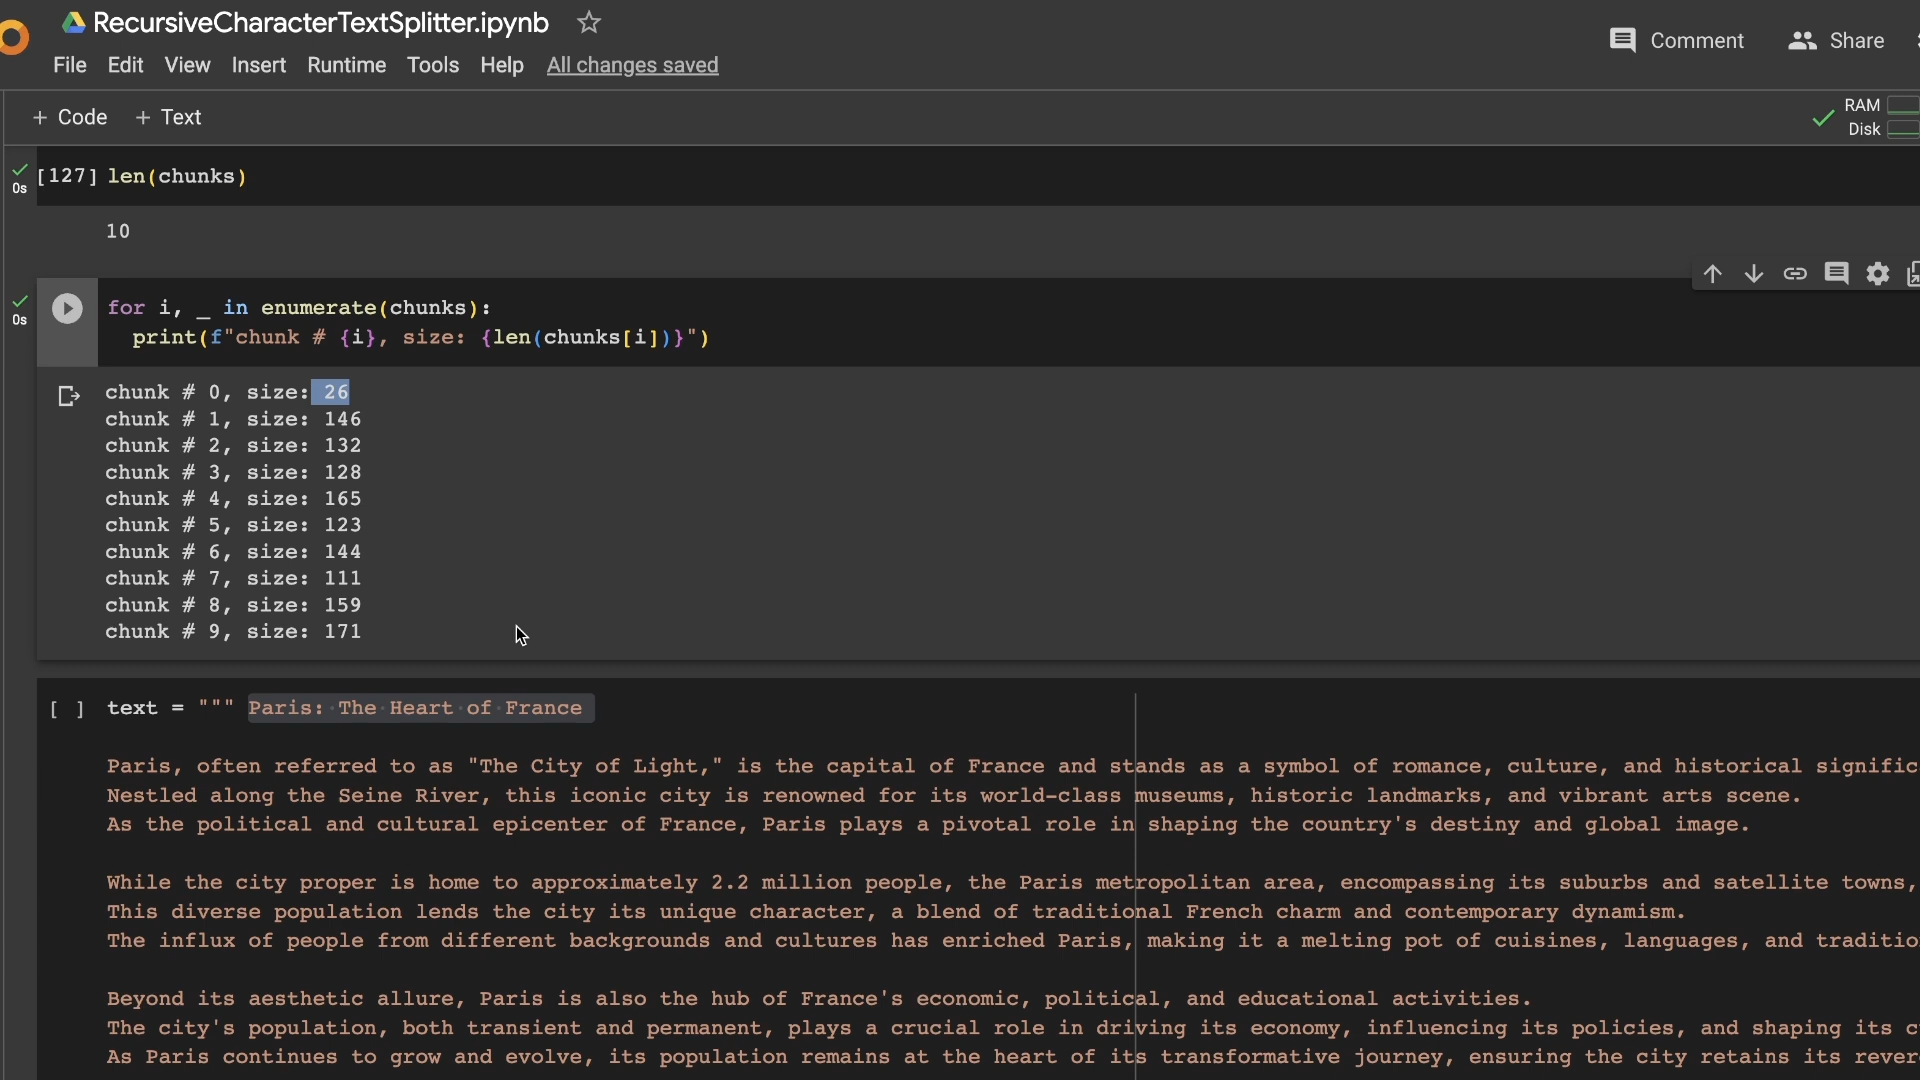 RecursiveCharacterTextSplitter.ipynb
Comment Share
File Edit View Insert Runtime Tools Help All changes saved
+ Code + Text
RAM
Disk
0s [127] len(chunks)
10
0s for i, _ in enumerate(chunks):
print(f"chunk # {i}, size: {len(chunks[i])}")
chunk # 0, size: 26
chunk # 1, size: 146
chunk # 2, size: 132
chunk # 3, size: 128
chunk # 4, size: 165
chunk # 5, size: 123
chunk # 6, size: 144
chunk # 7, size: 111
chunk # 8, size: 159
chunk # 9, size: 171
[ ] text = """ Paris: The Heart of France
Paris, often referred to as "The City of Light," is the capital of France and stands as a symbol of romance, culture, and historical signific
Nestled along the Seine River, this iconic city is renowned for its world-class museums, historic landmarks, and vibrant arts scene.
As the political and cultural epicenter of France, Paris plays a pivotal role in shaping the country's destiny and global image.
While the city proper is home to approximately 2.2 million people, the Paris metropolitan area, encompassing its suburbs and satellite towns,
This diverse population lends the city its unique character, a blend of traditional French charm and contemporary dynamism.
The influx of people from different backgrounds and cultures has enriched Paris, making it a melting pot of cuisines, languages, and traditio
Beyond its aesthetic allure, Paris is also the hub of France's economic, political, and educational activities.
The city's population, both transient and permanent, plays a crucial role in driving its economy, influencing its policies, and shaping its c
As Paris continues to grow and evolve, its population remains at the heart of its transformative journey, ensuring the city retains its rever